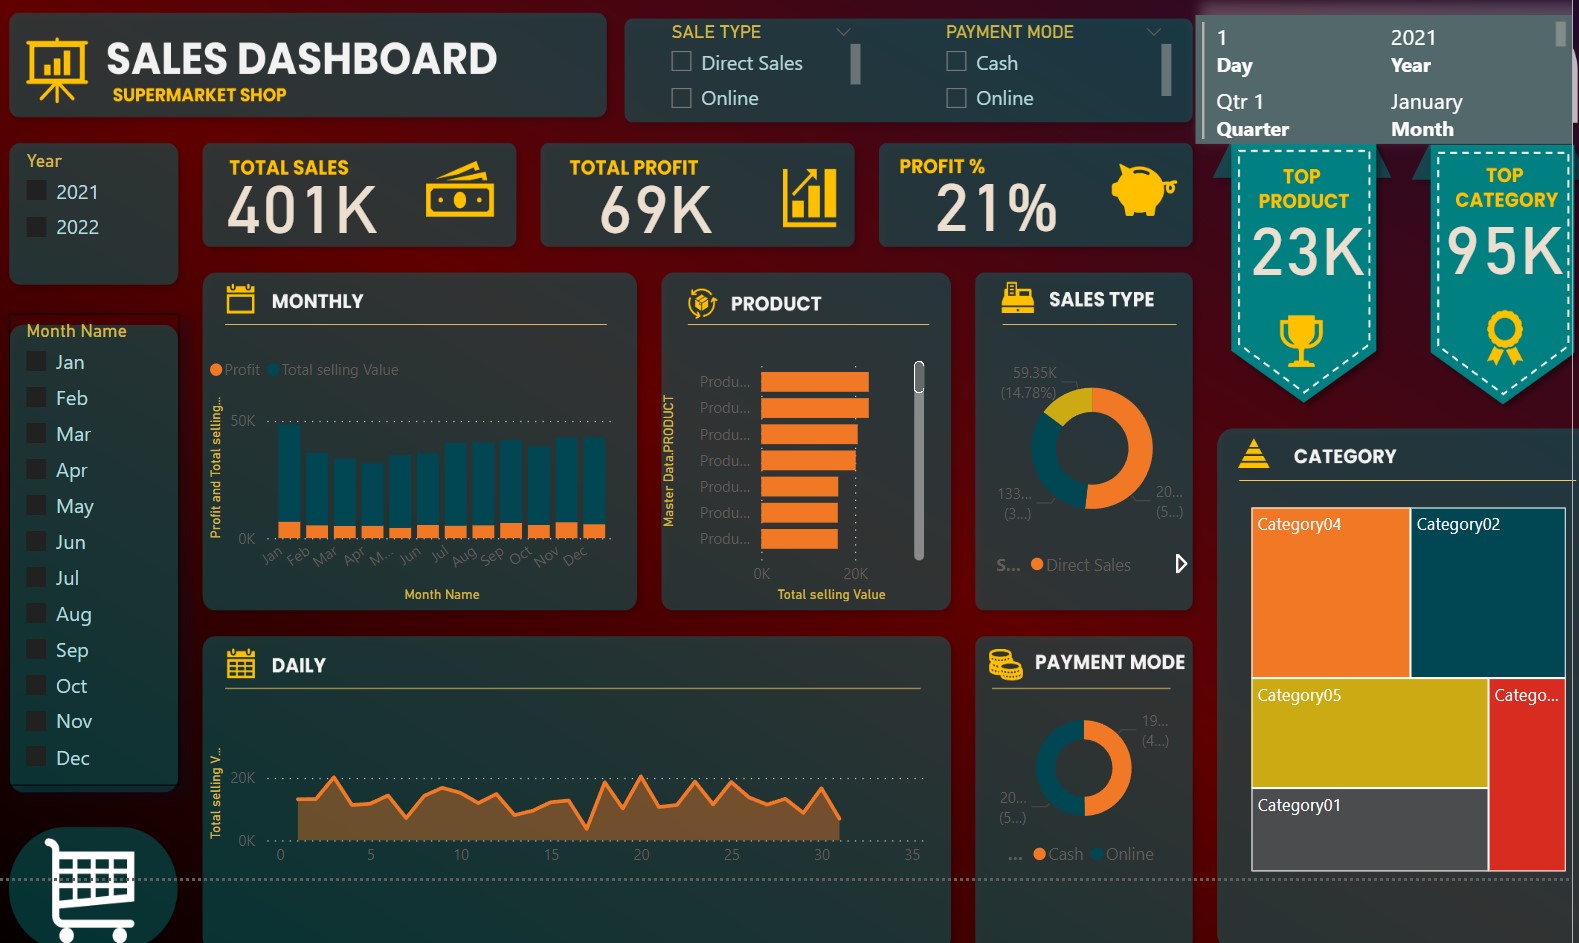 SALES DASHBOARD
SUPERMARKET SHOP
SALE TYPE
Direct Sales
Online
PAYMENT MODE
Cash
Online
1
Day
2021
Year
Qtr 1
Quarter
January
Month
Year
2021
2022
TOTAL SALES
401K
TOTAL PROFIT
69K
PROFIT %
21%
TOP
PRODUCT
23K
TOP
CATEGORY
95K
Month Name
Jan
Feb
Mar
Apr
May
Jun
Jul
Aug
Sep
Oct
Nov
Dec
MONTHLY
Profit Total selling Value
Profit and Total selling...
50K
0K
Jan Feb Mar Apr M... Jun Jul Aug Sep Oct Nov Dec
Month Name
PRODUCT
Master Data.PRODUCT
Produ...
Produ...
Produ...
Produ...
Produ...
Produ...
Produ...
0K 20K
Total selling Value
SALES TYPE
59.35K
(14.78%)
133...
(3...)
20...
(5...)
S... Direct Sales
CATEGORY
Category04
Category02
Category05
Catego...
Category01
DAILY
Total selling V...
20K
0K
0 5 10 15 20 25 30 35
PAYMENT MODE
19...
(4...)
20...
(5...)
... Cash Online